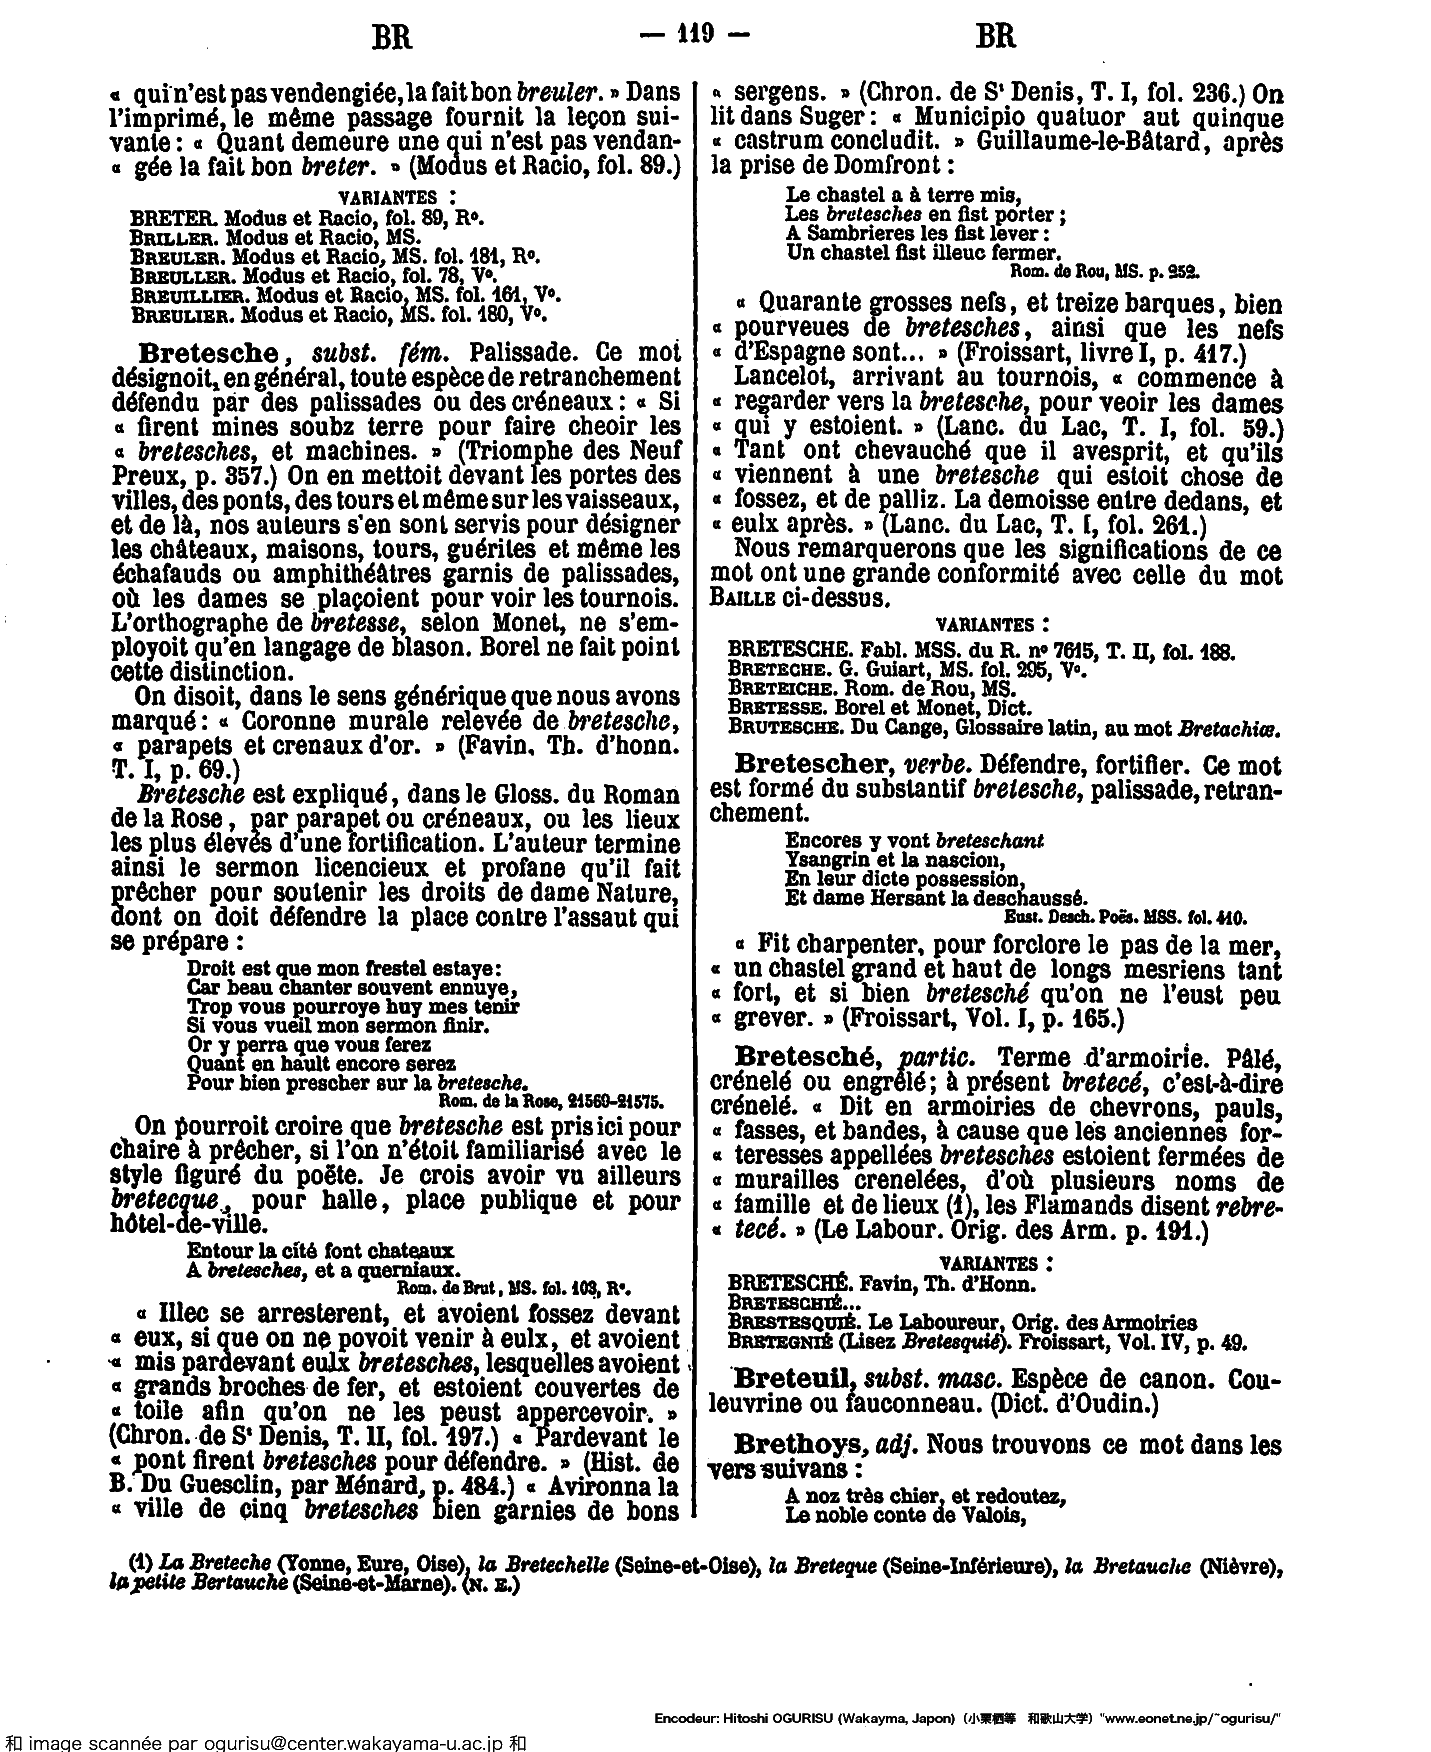 BR — 119 — BR
« qui n'est pas vendengiée, la fait bon breuler. » Dans
l'imprimé, le même passage fournit la leçon sui-
vante : « Quant demeure une qui n'est pas vendan-
« gée la fait bon breter. » (Modus et Racio, fol. 89.)
VARIANTES :
BRETER. Modus et Racio, fol. 89, Rº.
BRILLER. Modus et Racio, MS.
BREULER. Modus et Racio, MS. fol. 181, Rº.
BREULLER. Modus et Racio, fol. 78, Vº.
BREUILLIER. Modus et Racio, MS. fol. 161, Vº.
BREULIER. Modus et Racio, MS. fol. 180, Vº.
Bretesche, subst. fém. Palissade. Ce mot
désignoit, en général, toute espèce de retranchement
défendu par des palissades ou des créneaux : « Si
« firent mines soubz terre pour faire cheoir les
« bretesches, et machines. » (Triomphe des Neuf
Preux, p. 357.) On en mettoit devant les portes des
villes, des ponts, des tours et même sur les vaisseaux,
et de là, nos auteurs s'en sont servis pour désigner
les châteaux, maisons, tours, guérites et même les
échafauds ou amphithéâtres garnis de palissades,
où les dames se plaçoient pour voir les tournois.
L'orthographe de bretesse, selon Monet, ne s'em-
ployoit qu'en langage de blason. Borel ne fait point
cette distinction.
On disoit, dans le sens générique que nous avons
marqué : « Coronne murale relevée de bretesche,
« parapets et crenaux d'or. » (Favin. Th. d'honn.
T. I, p. 69.)
Bretesche est expliqué, dans le Gloss. du Roman
de la Rose, par parapet ou créneaux, ou les lieux
les plus élevés d'une fortification. L'auteur termine
ainsi le sermon licencieux et profane qu'il fait
prêcher pour soutenir les droits de dame Nature,
dont on doit défendre la place contre l'assaut qui
se prépare :
Droit est que mon frestel estaye :
Car beau chanter souvent ennuye,
Trop vous pourroye huy mes tenir
Si vous vueil mon sermon finir.
Or y perra que vous ferez
Quant en hault encore serez
Pour bien prescher sur la bretesche.
Rom. de la Rose, 21569-21575.
On pourroit croire que bretesche est pris ici pour
chaire à prêcher, si l'on n'étoit familiarisé avec le
style figuré du poëte. Je crois avoir vu ailleurs
bretecque, pour halle, place publique et pour
hôtel-de-ville.
Entour la cité font chateaux
A bretesches, et a querniaux.
Rom. de Brut, MS. fol. 103, Rº.
« Illec se arresterent, et avoient fossez devant
« eux, si que on ne povoit venir à eulx, et avoient
« mis pardevant eulx bretesches, lesquelles avoient
« grands broches de fer, et estoient couvertes de
« toile afin qu'on ne les peust appercevoir. »
(Chron. de St Denis, T. II, fol. 197.) « Pardevant le
« pont firent bretesches pour défendre. » (Hist. de
B. Du Guesclin, par Ménard, p. 484.) « Avironna la
« ville de cinq bretesches bien garnies de bons
« sergens. » (Chron. de St Denis, T. I, fol. 236.) On
lit dans Suger : « Municipio quatuor aut quinque
« castrum concludit. » Guillaume-le-Bâtard, après
la prise de Domfront :
Le chastel a à terre mis,
Les bretesches en fist porter ;
A Sambrieres les fist lever :
Un chastel fist illeuc fermer.
Rom. de Rou, MS. p. 252.
« Quarante grosses nefs, et treize barques, bien
« pourveues de bretesches, ainsi que les nefs
« d'Espagne sont... » (Froissart, livre I, p. 417.)
Lancelot, arrivant au tournois, « commence à
« regarder vers la bretesche, pour veoir les dames
« qui y estoient. » (Lanc. du Lac, T. I, fol. 59.)
« Tant ont chevauché que il avesprit, et qu'ils
« viennent à une bretesche qui estoit chose de
« fossez, et de palliz. La demoisse entre dedans, et
« eulx après. » (Lanc. du Lac, T. I, fol. 261.)
Nous remarquerons que les significations de ce
mot ont une grande conformité avec celle du mot
BAILLE ci-dessus.
VARIANTES :
BRETESCHE. Fabl. MSS. du R. nº 7615, T. II, fol. 188.
BRETECHE. G. Guiart, MS. fol. 295, Vº.
BRETEICHE. Rom. de Rou, MS.
BRETESSE. Borel et Monet, Dict.
BRUTESCHE. Du Cange, Glossaire latin, au mot Bretachiæ.
Bretescher, verbe. Défendre, fortifier. Ce mot
est formé du substantif bretesche, palissade, retran-
chement.
Encores y vont breteschant
Ysangrin et la nascion,
En leur dicte possession,
Et dame Hersant la deschaussé.
Eust. Desch. Poës. MSS. fol. 410.
« Fit charpenter, pour forclore le pas de la mer,
« un chastel grand et haut de longs mesriens tant
« fort, et si bien bretesché qu'on ne l'eust peu
« grever. » (Froissart, Vol. I, p. 165.)
Bretesché, partic. Terme d'armoirie. Pâlé,
crénelé ou engrêlé ; à présent bretecé, c'est-à-dire
crénelé. « Dit en armoiries de chevrons, pauls,
« fasses, et bandes, à cause que les anciennes for-
« teresses appellées bretesches estoient fermées de
« murailles crenelées, d'où plusieurs noms de
« famille et de lieux (1), les Flamands disent rebre-
« tecé. » (Le Labour. Orig. des Arm. p. 191.)
VARIANTES :
BRETESCHÉ. Favin, Th. d'Honn.
BRETESCHIÉ...
BRESTESQUIÉ. Le Laboureur, Orig. des Armoiries
BRETEGNIÉ (Lisez Bretesquié). Froissart, Vol. IV, p. 49.
Breteuil, subst. masc. Espèce de canon. Cou-
leuvrine ou fauconneau. (Dict. d'Oudin.)
Brethoys, adj. Nous trouvons ce mot dans les
vers suivans :
A noz très chier, et redoutez,
Le noble conte de Valois,
(1) La Breteche (Yonne, Eure, Oise), la Bretechelle (Seine-et-Oise), la Breteque (Seine-Inférieure), la Bretauche (Nièvre),
la petite Bertauche (Seine-et-Marne). (N. E.)
Encodeur: Hitoshi OGURISU (Wakayma, Japon) (小栗栖等 和歌山大学) "www.eonet.ne.jp/~ogurisu/"
和 image scannée par ogurisu@center.wakayama-u.ac.jp 和